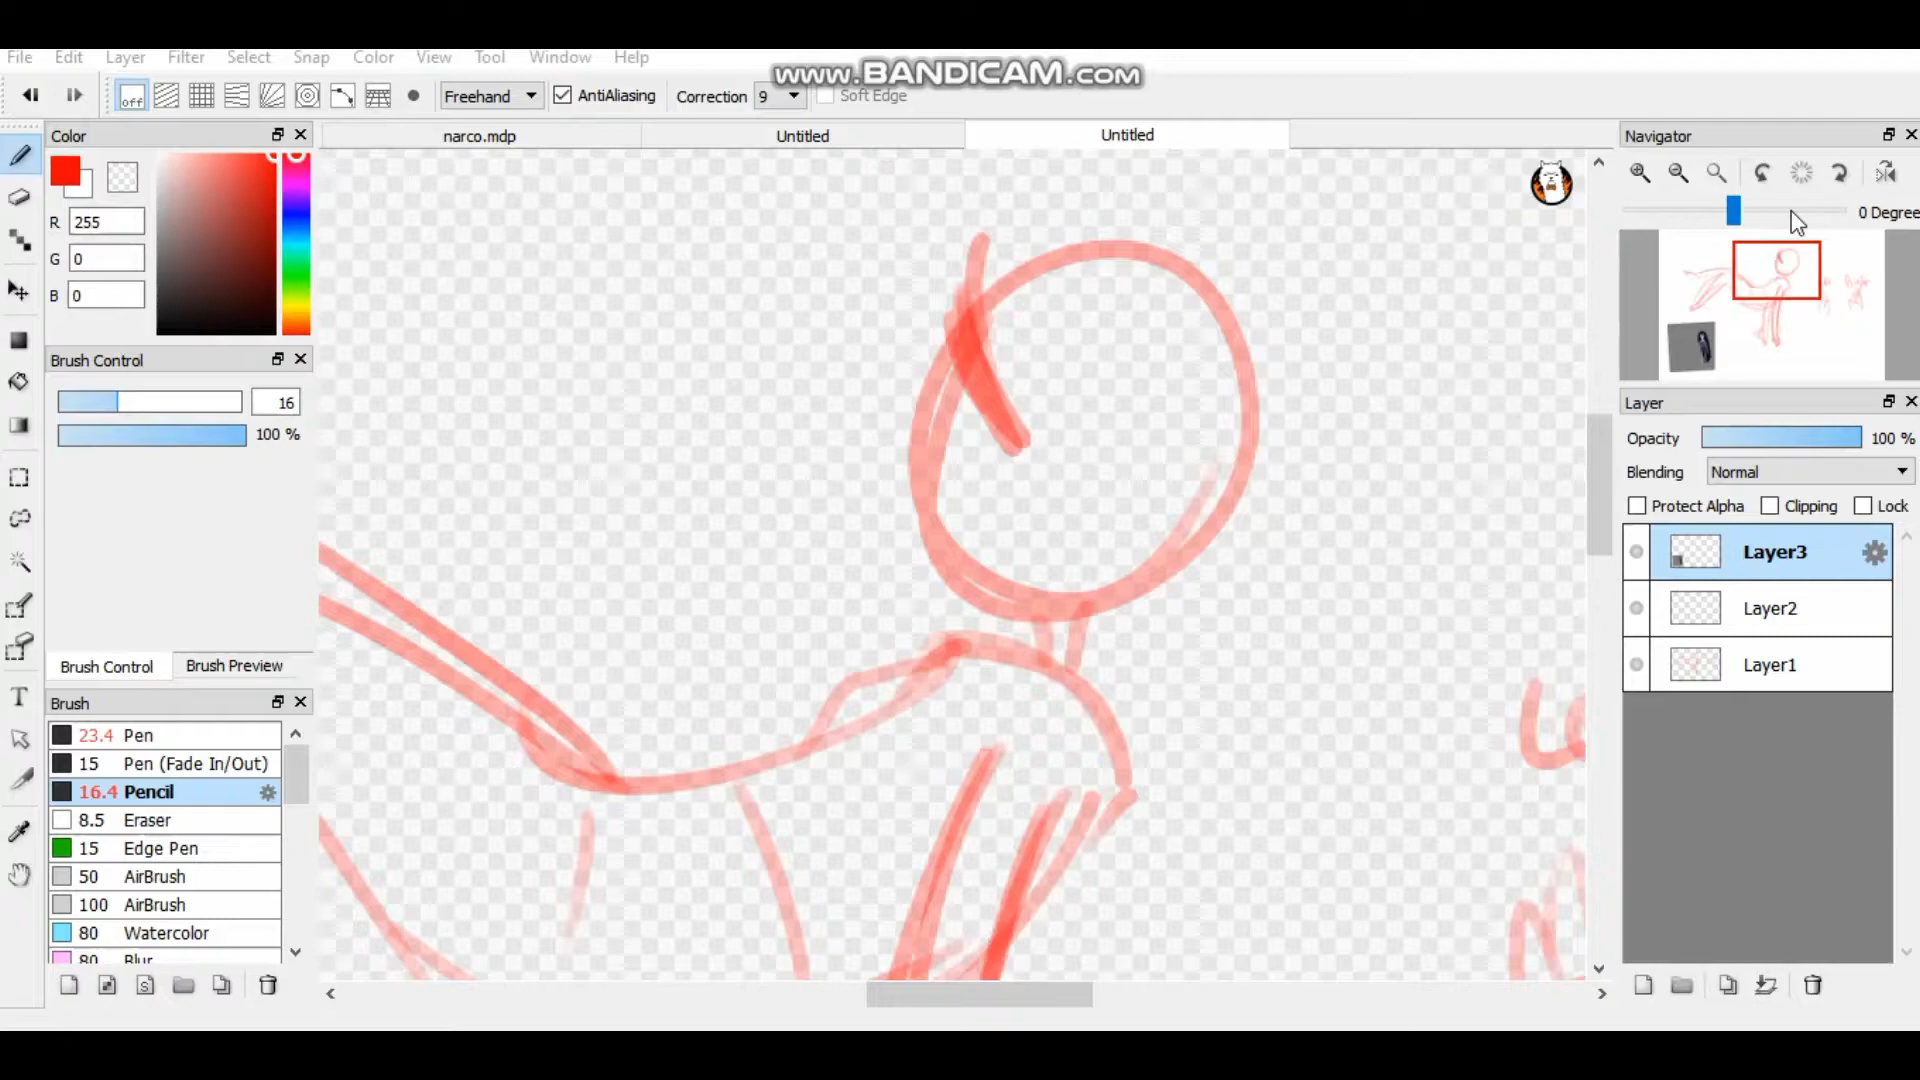 File Edit Layer Filter Select Snap Color View Tool Window Help
www.BANDICAM.com
off Freehand AntiAliasing Correction 9 Soft Edge
Color
narco.mdp Untitled Untitled
Navigator
R 255
G 0
B 0
0 Degree
Brush Control
16
100 %
Layer
Opacity 100 %
Blending Normal
Protect Alpha Clipping Lock
Layer3
Layer2
Layer1
Brush Control Brush Preview
Brush
23.4 Pen
15 Pen (Fade In/Out)
16.4 Pencil
8.5 Eraser
15 Edge Pen
50 AirBrush
100 AirBrush
80 Watercolor
80 Blur